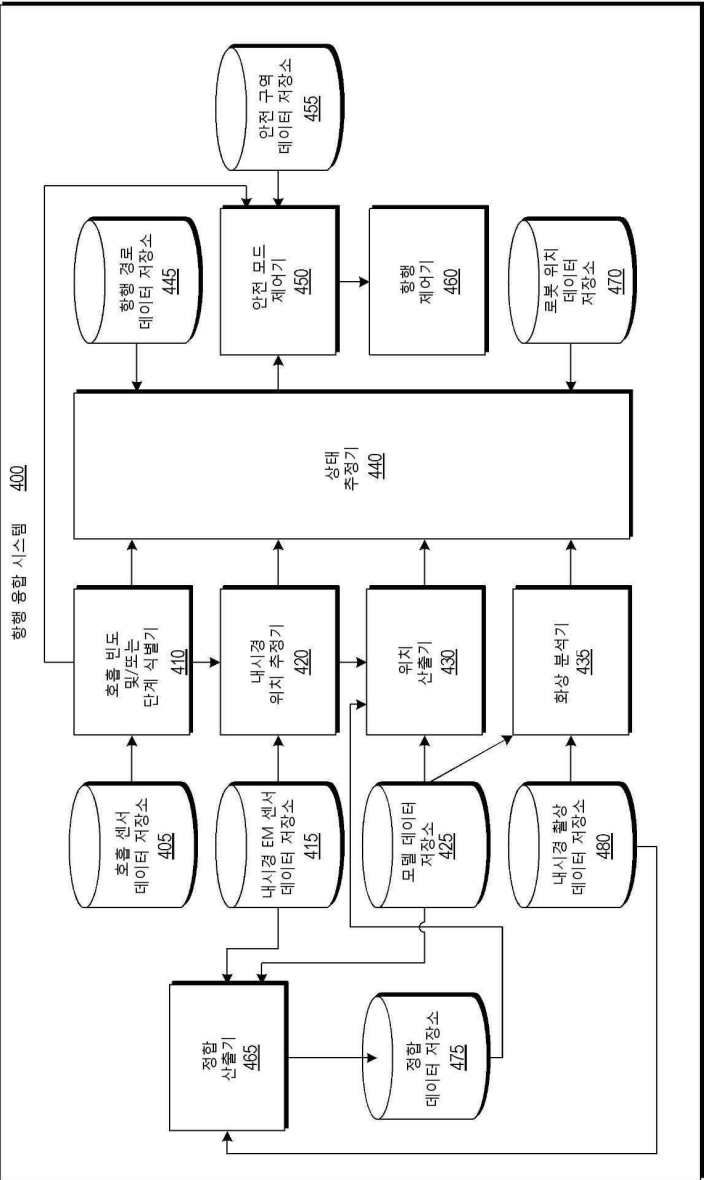 항행 융합 시스템 400
호흡 센서
데이터 저장소
405
호흡 빈도
및/또는
단계 식별기
410
항행 경로
데이터 저장소
445
안전 구역
데이터 저장소
455
정합
산출기
465
내시경 EM 센서
데이터 저장소
415
내시경
위치 추정기
420
상태
추정기
440
안전 모드
제어기
450
정합
데이터 저장소
475
모델 데이터
저장소
425
위치
산출기
430
항행
제어기
460
내시경 촬상
데이터 저장소
480
화상 분석기
435
로봇 위치
데이터
저장소
470